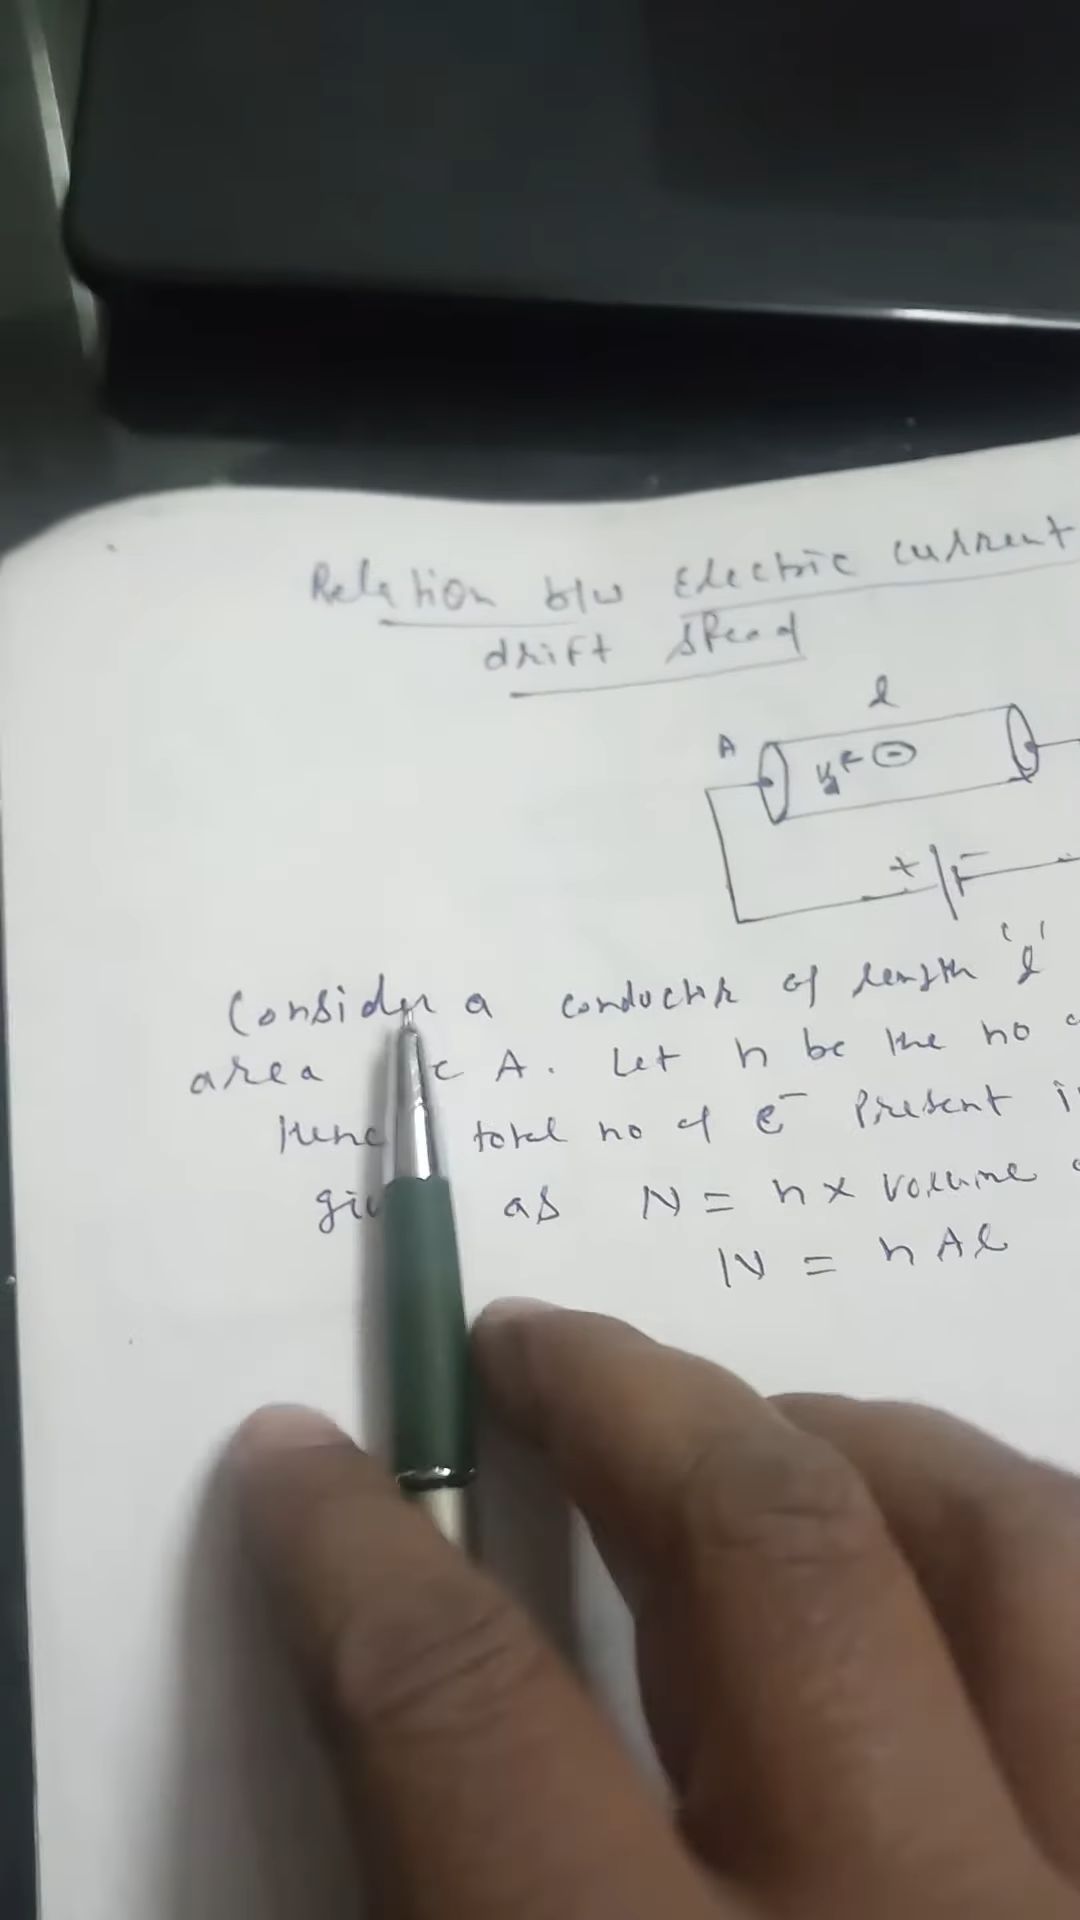 Relation b/w Electric current
drift speed
l
A
Vd ← ⊖
+ -
Consider a conductor of length 'l'
area A. Let n be the no
total no of e⁻ Present
as N = n x volume
N = nAl